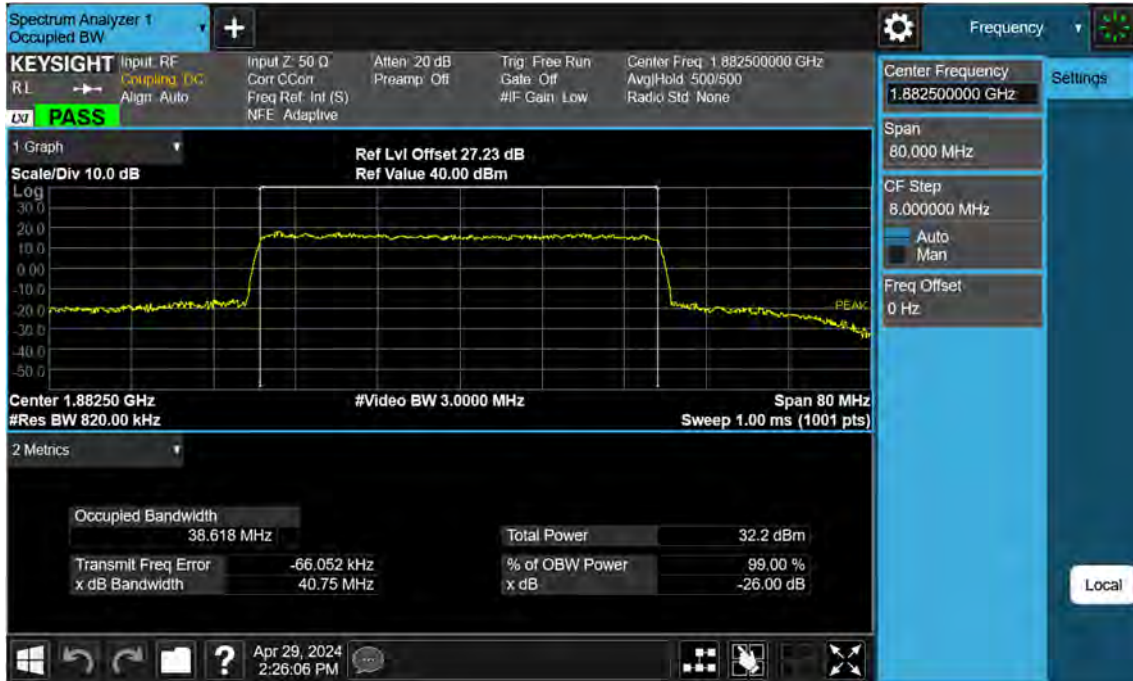 Spectrum Analyzer 1
Occupied BW
+
Frequency
KEYSIGHT
RL
LXI
PASS
Input: RF
Coupling: DC
Align: Auto
Input Z: 50 Ω
Corr CCorr
Freq Ref: Int (S)
NFE: Adaptive
Atten: 20 dB
Preamp: Off
Trig: Free Run
Gate: Off
#IF Gain: Low
Center Freq: 1.882500000 GHz
Avg|Hold: 500/500
Radio Std: None
Center Frequency
1.882500000 GHz
Settings
Span
80.000 MHz
CF Step
8.000000 MHz
Auto
Man
Freq Offset
0 Hz
1 Graph
Scale/Div 10.0 dB
Ref Lvl Offset 27.23 dB
Ref Value 40.00 dBm
Log
30.0
20.0
10.0
0.00
-10.0
-20.0
-30.0
-40.0
-50.0
PEAK
Center 1.88250 GHz
#Video BW 3.0000 MHz
Span 80 MHz
#Res BW 820.00 kHz
Sweep 1.00 ms (1001 pts)
2 Metrics
Occupied Bandwidth
38.618 MHz
Total Power
32.2 dBm
Transmit Freq Error
-66.052 kHz
% of OBW Power
99.00 %
x dB Bandwidth
40.75 MHz
x dB
-26.00 dB
Local
?
Apr 29, 2024
2:26:06 PM